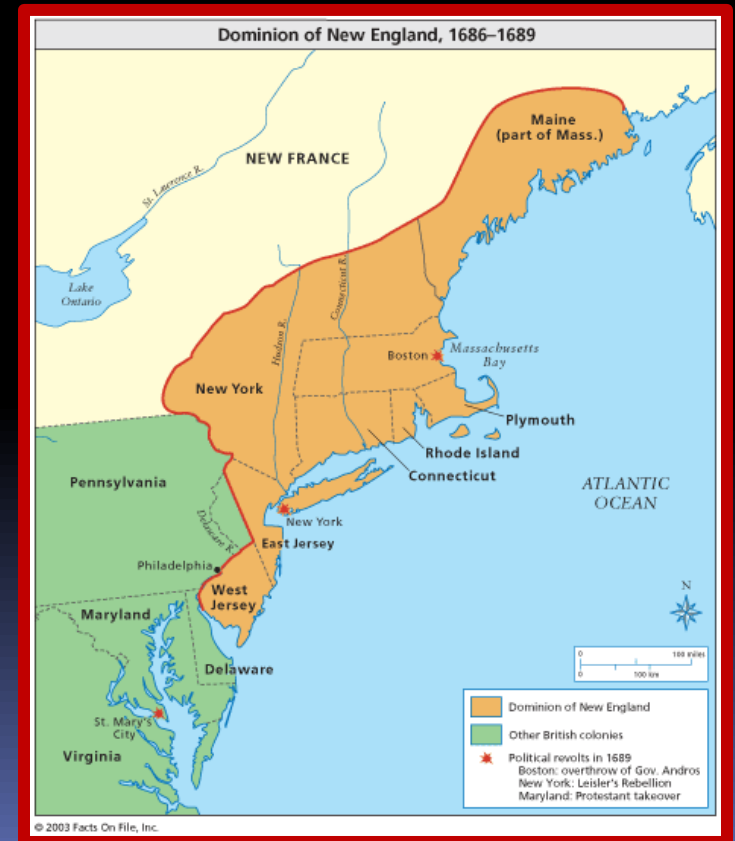 Dominion of New England, 1686–1689
Maine
(part of Mass.)
NEW FRANCE
St. Lawrence R.
Lake
Ontario
Connecticut R.
Hudson R.
Boston
Massachusetts
Bay
New York
Plymouth
Rhode Island
Connecticut
Pennsylvania
ATLANTIC
OCEAN
New York
Delaware R.
East Jersey
Philadelphia
West
Jersey
N
Maryland
0 100 miles
0 100 km
Delaware
St. Mary's
City
Virginia
Dominion of New England
Other British colonies
Political revolts in 1689
Boston: overthrow of Gov. Andros
New York: Leisler's Rebellion
Maryland: Protestant takeover
© 2003 Facts On File, Inc.